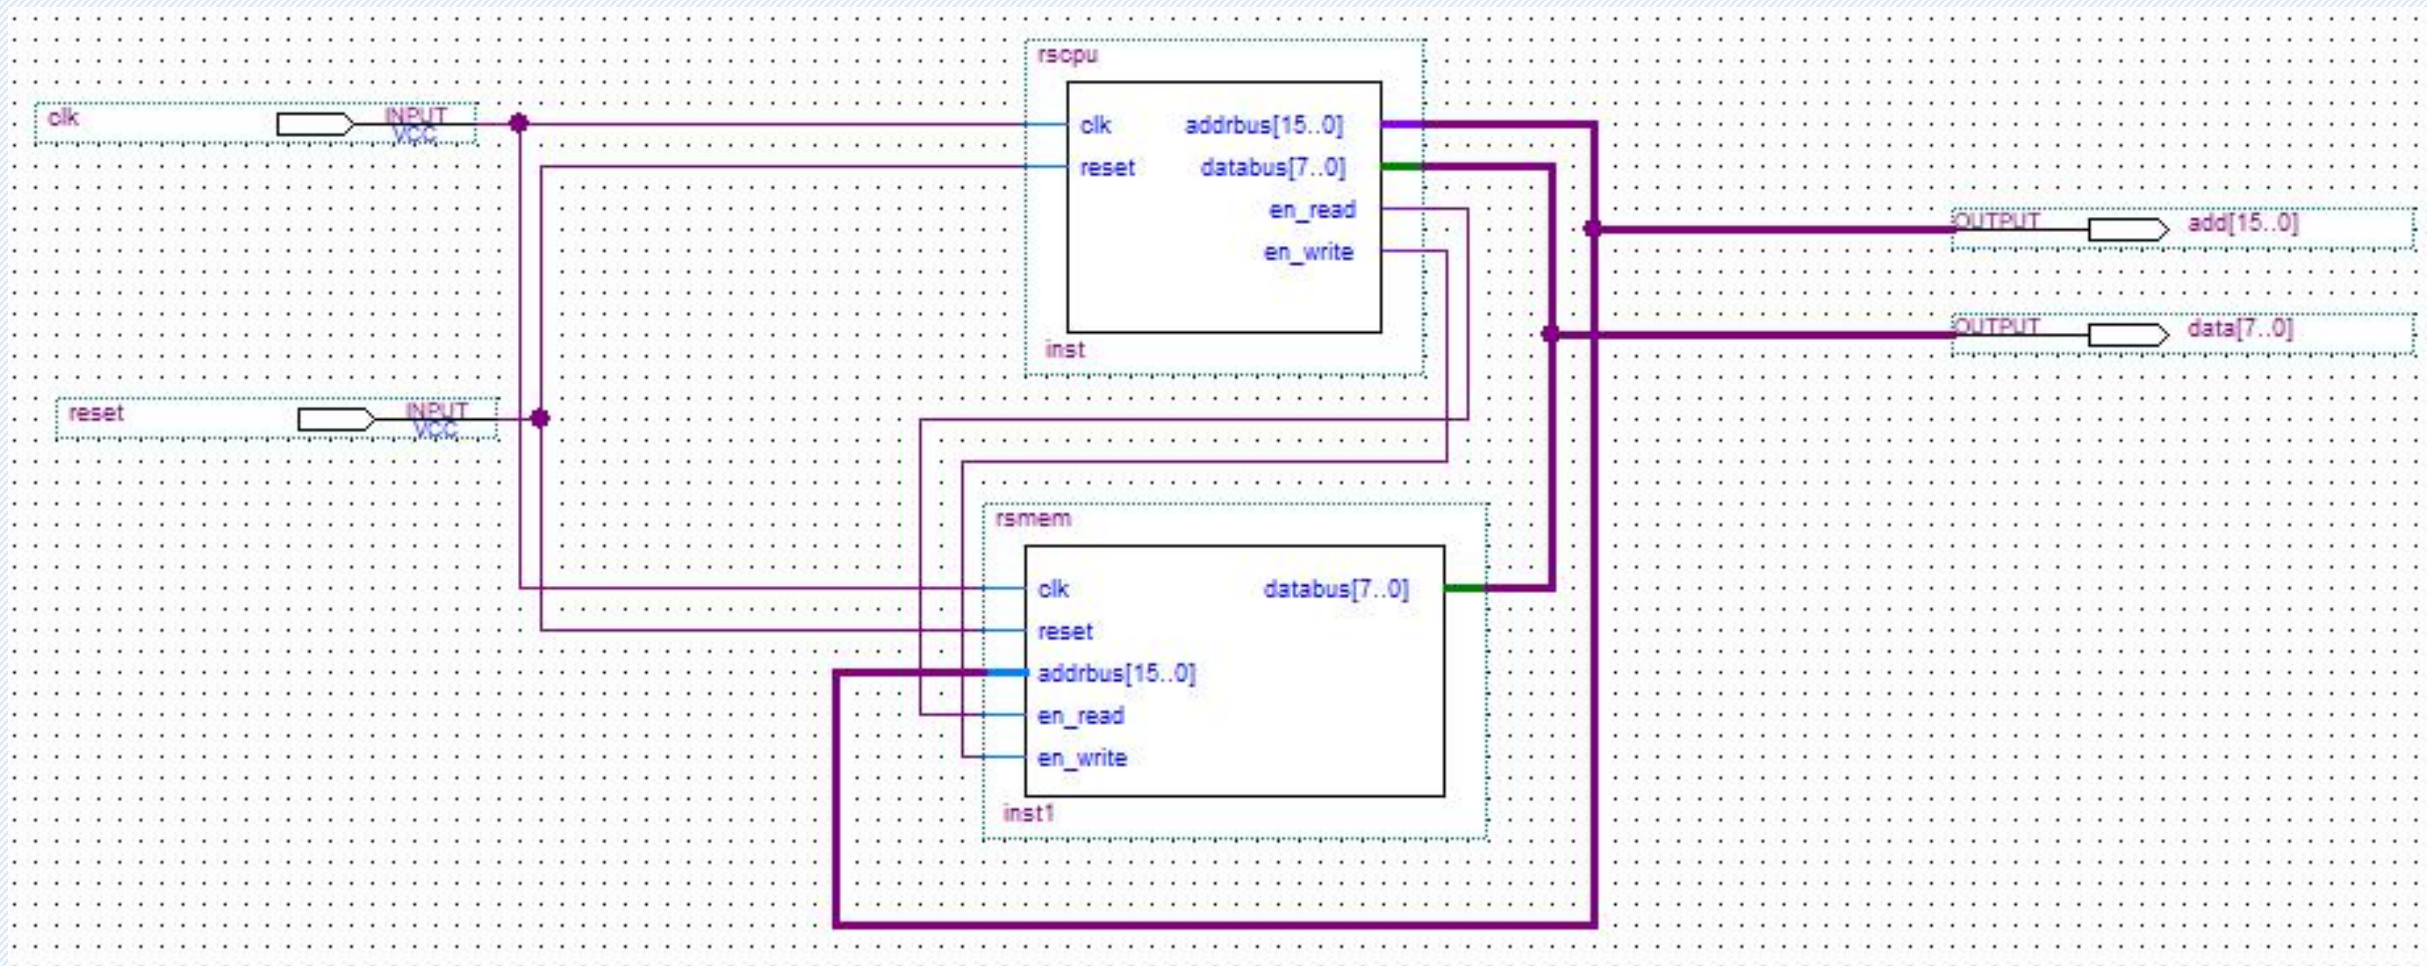 rscpu
clk INPUT VCC
clk addrbus[15..0]
reset databus[7..0]
en_read
en_write
inst
OUTPUT add[15..0]
OUTPUT data[7..0]
reset INPUT VCC
rsmem
clk databus[7..0]
reset
addrbus[15..0]
en_read
en_write
inst1